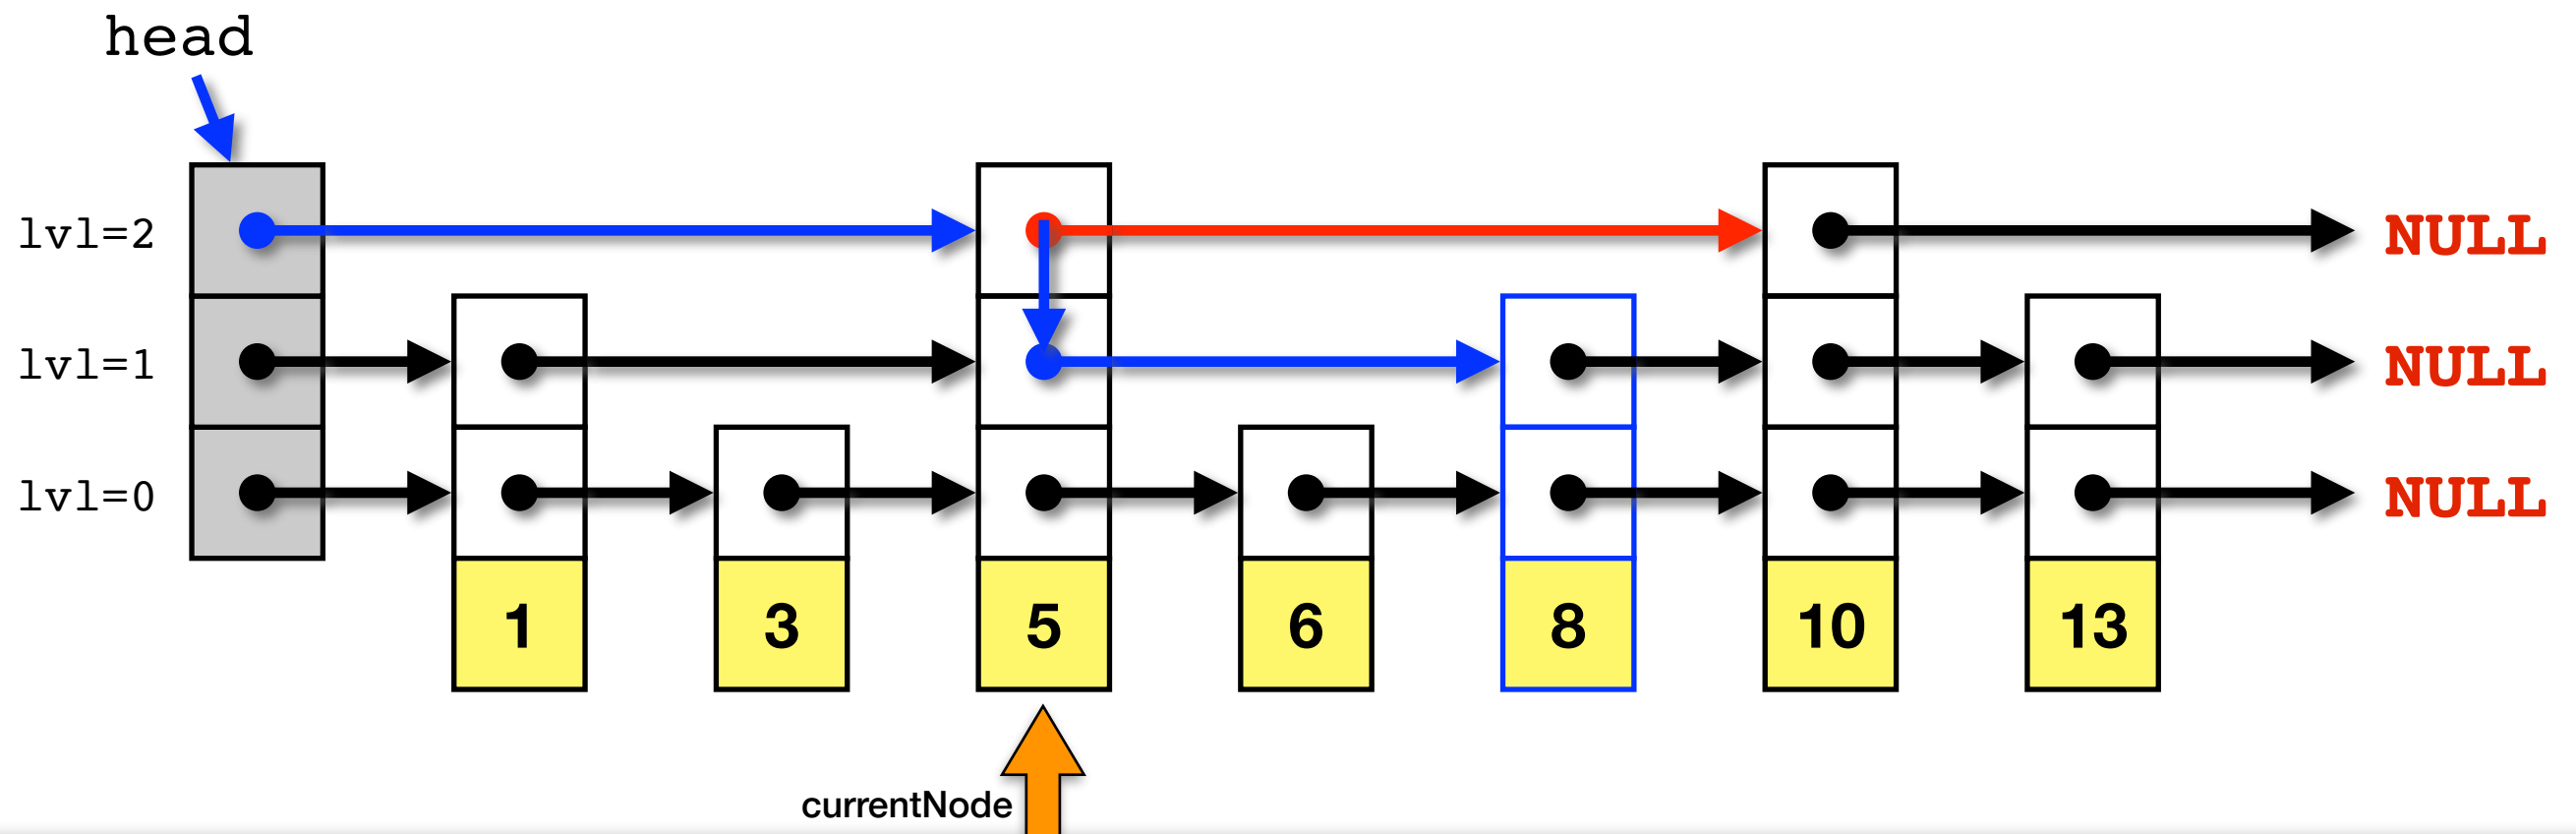 head
lvl=2 NULL
lvl=1 NULL
lvl=0 NULL
1 3 5 6 8 10 13
currentNode